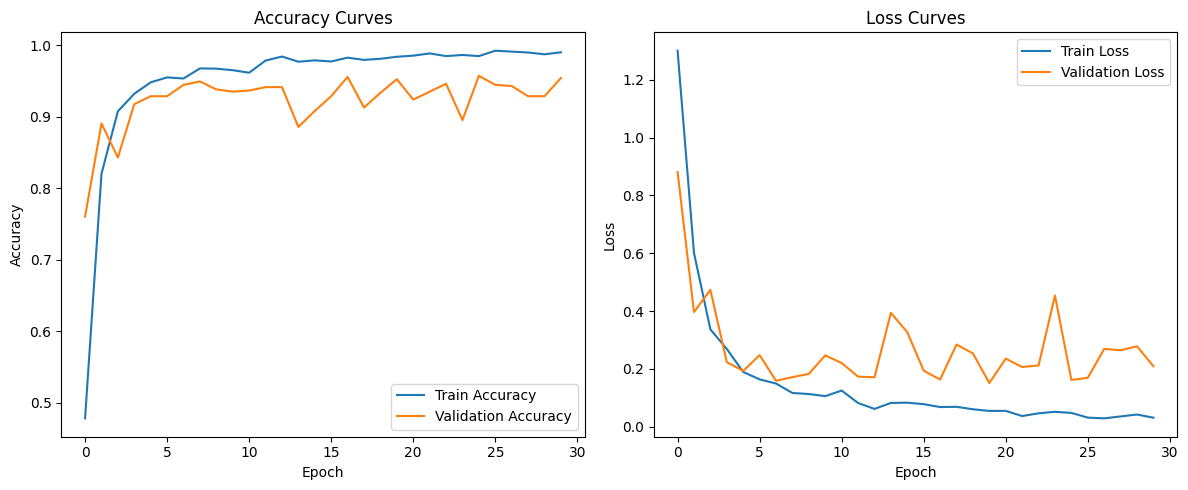 Accuracy Curves
Accuracy
1.0
0.9
0.8
0.7
0.6
0.5
Train Accuracy
Validation Accuracy
0 5 10 15 20 25 30
Epoch
Loss Curves
Loss
1.2
1.0
0.8
0.6
0.4
0.2
0.0
Train Loss
Validation Loss
0 5 10 15 20 25 30
Epoch